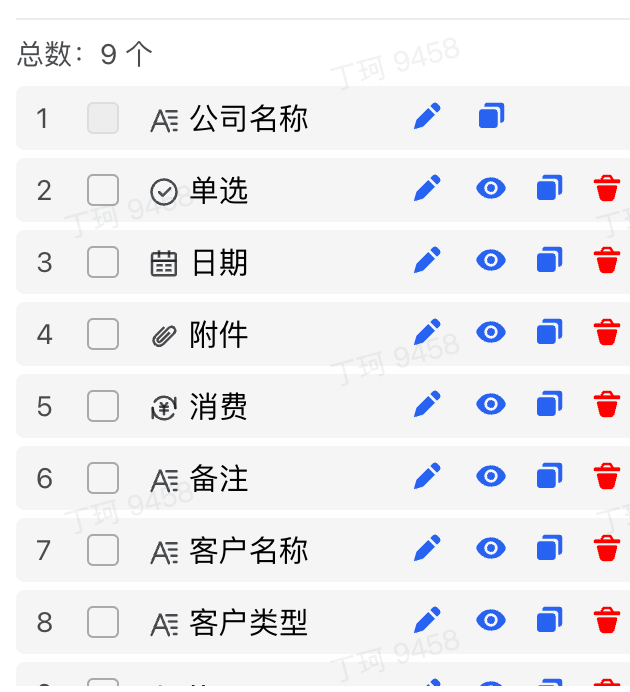 总数：9 个
丁珂 9458
1 公司名称
2 单选
丁珂 9458
3 日期
4 附件
丁珂 9458
5 消费
6 备注
丁珂 9458
7 客户名称
8 客户类型
丁珂 9458